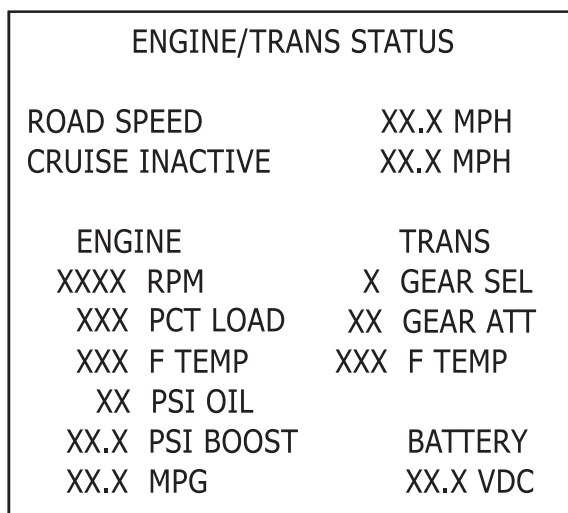 ENGINE/TRANS STATUS
ROAD SPEED XX.X MPH
CRUISE INACTIVE XX.X MPH
ENGINE TRANS
XXXX RPM X GEAR SEL
XXX PCT LOAD XX GEAR ATT
XXX F TEMP XXX F TEMP
XX PSI OIL
XX.X PSI BOOST BATTERY
XX.X MPG XX.X VDC